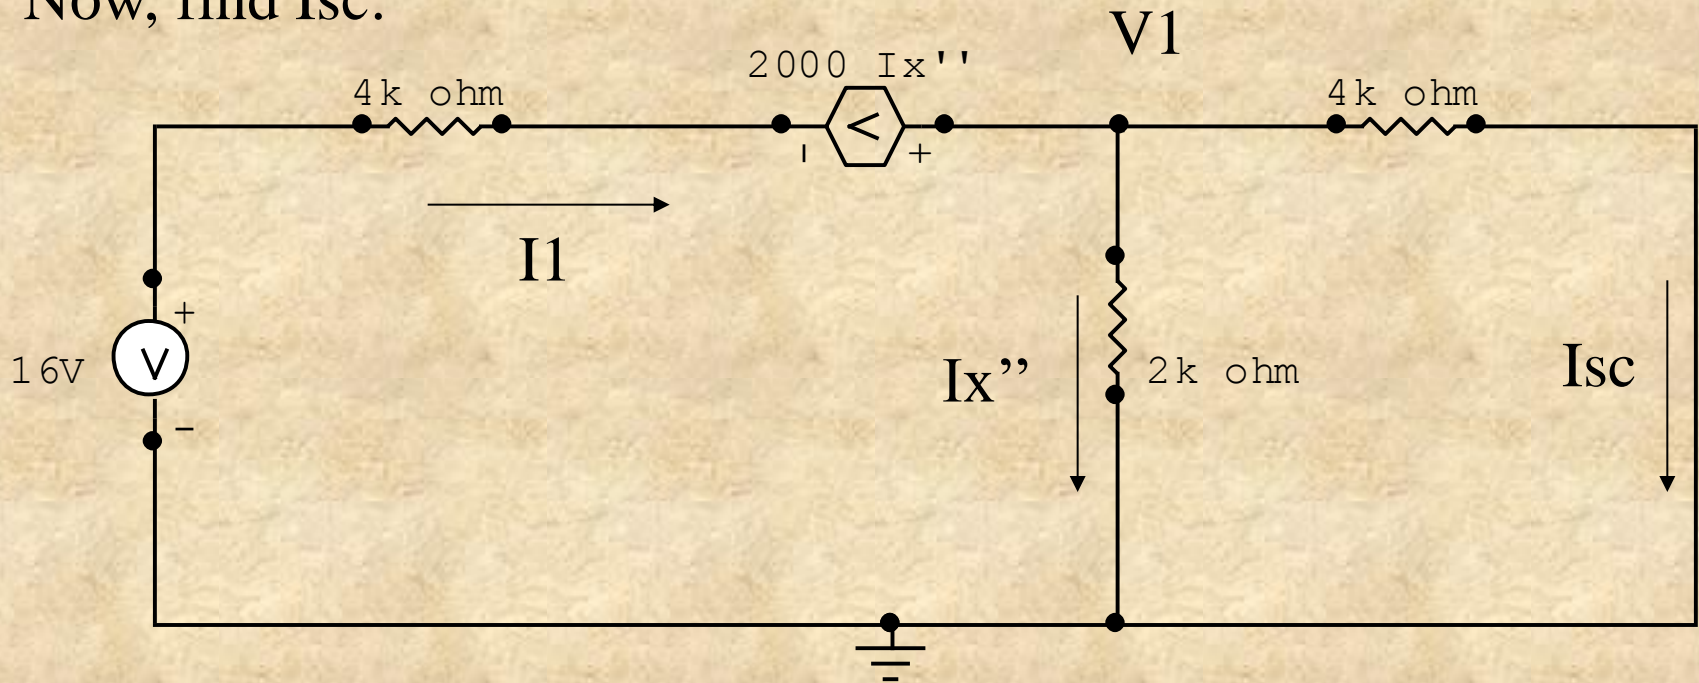 Now, find Isc.
V1
2000 Ix''
4k ohm
4k ohm
- +
I1
+
16V
V
-
Ix”
2k ohm
Isc